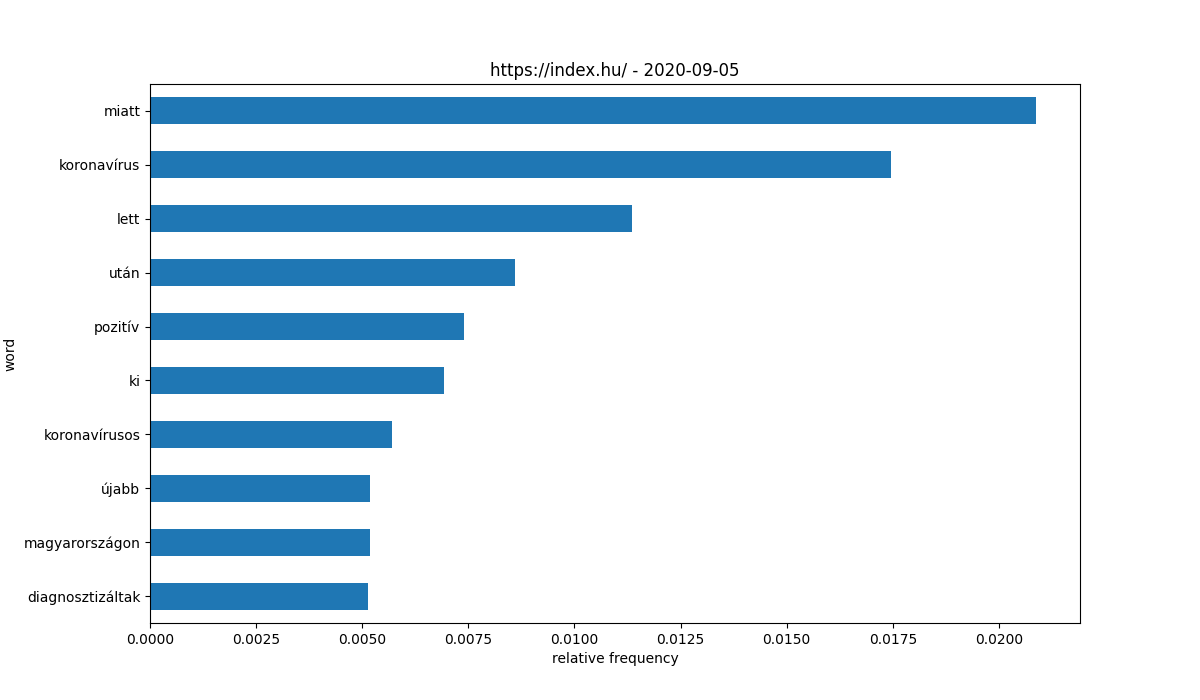 https://index.hu/ - 2020-09-05
word
miatt
koronavírus
lett
után
pozitív
ki
koronavírusos
újabb
magyarországon
diagnosztizáltak
0.0000 0.0025 0.0050 0.0075 0.0100 0.0125 0.0150 0.0175 0.0200
relative frequency